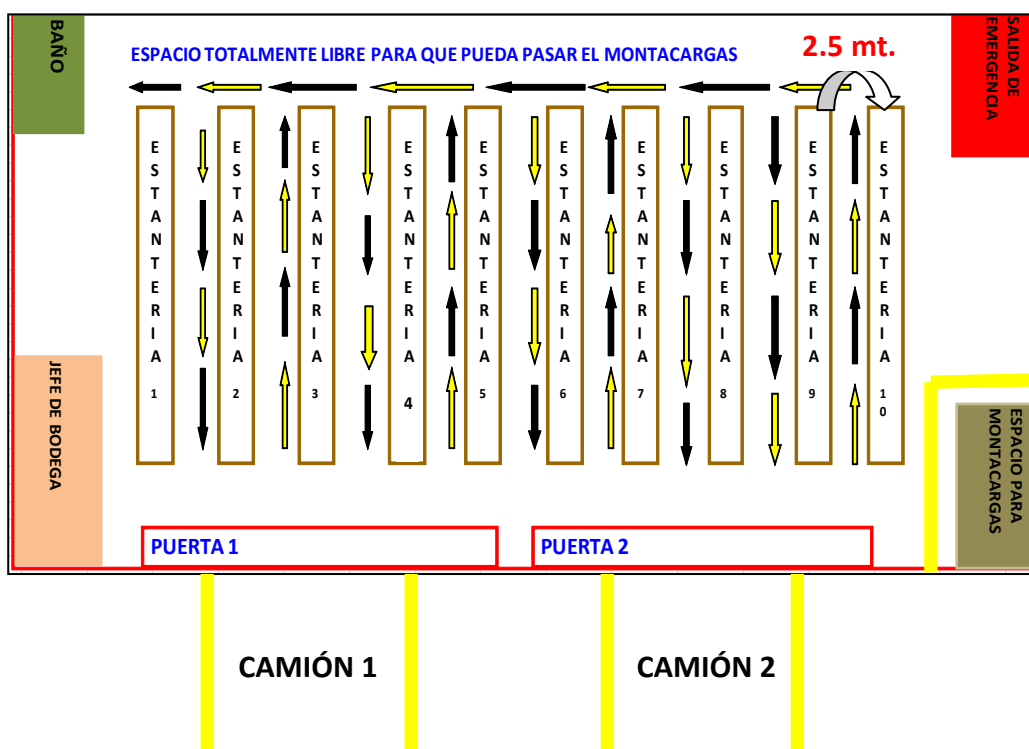 BAÑO
ESPACIO TOTALMENTE LIBRE PARA QUE PUEDA PASAR EL MONTACARGAS
2.5 mt.
SALIDA DE
EMERGENCIA
ESTANTERIA 1
ESTANTERIA 2
ESTANTERIA 3
ESTANTERIA 4
ESTANTERIA 5
ESTANTERIA 6
ESTANTERIA 7
ESTANTERIA 8
ESTANTERIA 9
ESTANTERIA 10
JEFE DE BODEGA
ESPACIO PARA
MONTACARGAS
PUERTA 1
PUERTA 2
CAMIÓN 1
CAMIÓN 2